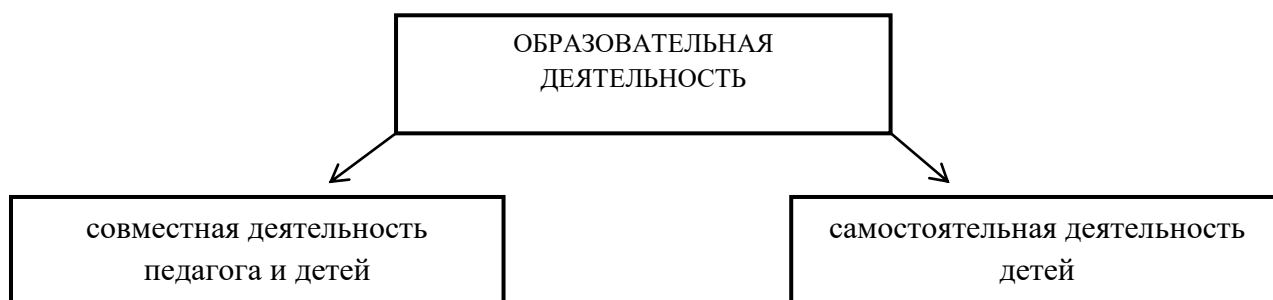 ОБРАЗОВАТЕЛЬНАЯ
ДЕЯТЕЛЬНОСТЬ
совместная деятельность
педагога и детей
самостоятельная деятельность
детей